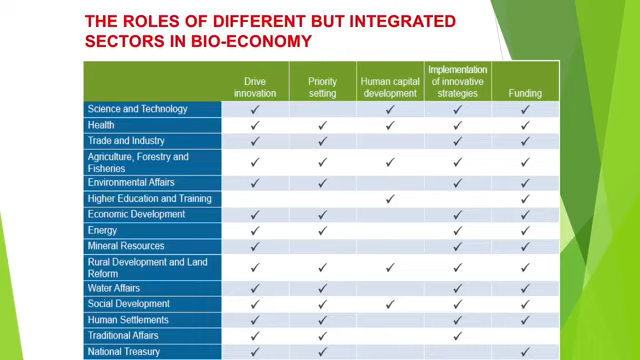 THE ROLES OF DIFFERENT BUT INTEGRATED
SECTORS IN BIO-ECONOMY
Drive innovation Priority setting Human capital development Implementation of innovative strategies Funding
Science and Technology ✓ ✓ ✓ ✓
Health ✓ ✓ ✓ ✓ ✓
Trade and Industry ✓ ✓ ✓ ✓
Agriculture, Forestry and
Fisheries ✓ ✓ ✓ ✓ ✓
Environmental Affairs ✓ ✓ ✓ ✓
Higher Education and Training ✓ ✓
Economic Development ✓ ✓ ✓ ✓
Energy ✓ ✓ ✓ ✓
Mineral Resources ✓ ✓ ✓
Rural Development and Land
Reform ✓ ✓ ✓ ✓ ✓
Water Affairs ✓ ✓ ✓ ✓
Social Development ✓ ✓ ✓ ✓ ✓
Human Settlements ✓ ✓ ✓ ✓
Traditional Affairs ✓ ✓ ✓
National Treasury ✓ ✓ ✓